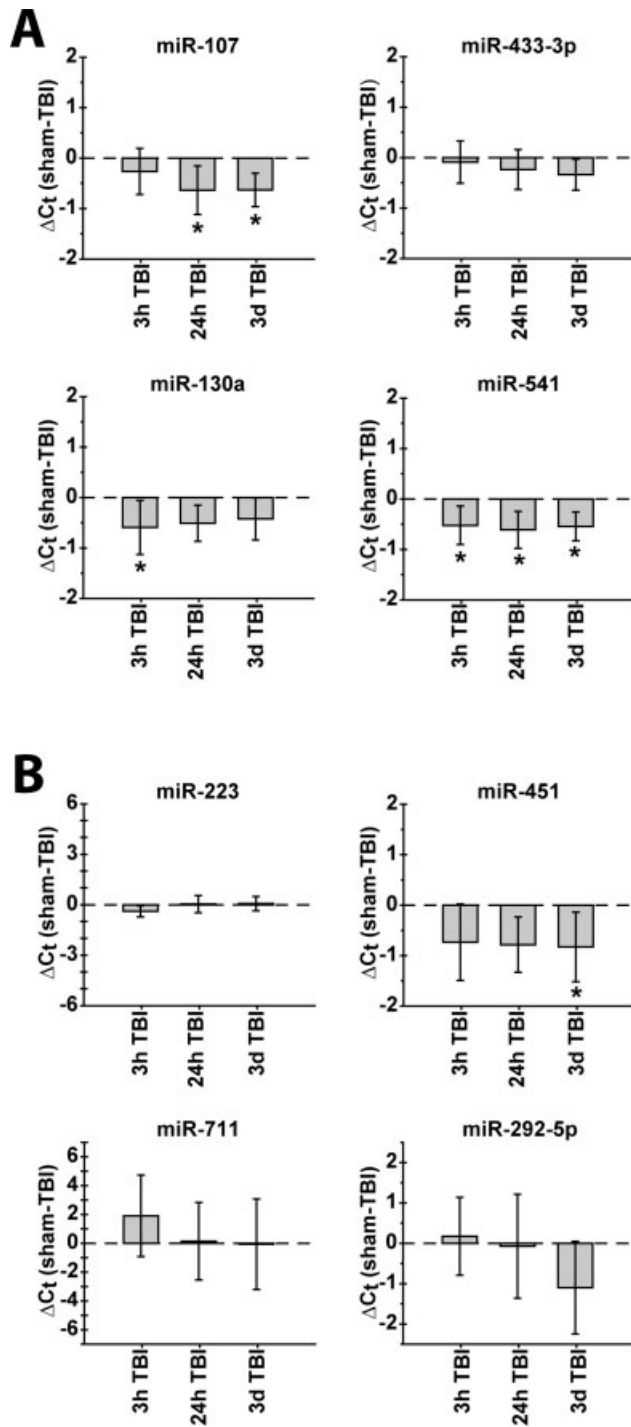 A
miR-107
miR-433-3p
ΔCt (sham-TBI)
2
1
0
-1
-2
* *
3h TBI
24h TBI
3d TBI
ΔCt (sham-TBI)
2
1
0
-1
-2
3h TBI
24h TBI
3d TBI
miR-130a
miR-541
ΔCt (sham-TBI)
2
1
0
-1
-2
*
3h TBI
24h TBI
3d TBI
ΔCt (sham-TBI)
2
1
0
-1
-2
* * *
3h TBI
24h TBI
3d TBI
B
miR-223
miR-451
ΔCt (sham-TBI)
6
3
0
-3
-6
3h TBI
24h TBI
3d TBI
ΔCt (sham-TBI)
2
1
0
-1
-2
*
3h TBI
24h TBI
3d TBI
miR-711
miR-292-5p
ΔCt (sham-TBI)
6
4
2
0
-2
-4
-6
3h TBI
24h TBI
3d TBI
ΔCt (sham-TBI)
2
1
0
-1
-2
3h TBI
24h TBI
3d TBI